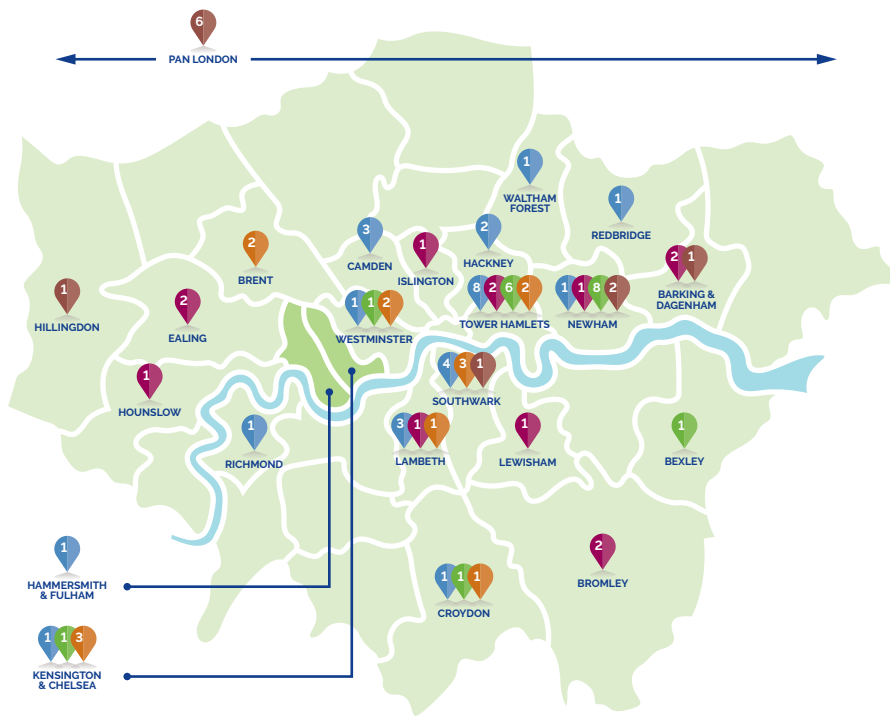 6
PAN LONDON
1
WALTHAM
FOREST
1
REDBRIDGE
2
HACKNEY
3
CAMDEN
1
ISLINGTON
2
BRENT
2 1
BARKING &
DAGENHAM
1
HILLINGDON
2
EALING
1 1 2
WESTMINSTER
8 2 6 2
TOWER HAMLETS
1 1 8 2
NEWHAM
1
HOUNSLOW
4 3 1
SOUTHWARK
1
RICHMOND
3 1 1
LAMBETH
1
LEWISHAM
1
BEXLEY
1
HAMMERSMITH
& FULHAM
1 1 1
CROYDON
2
BROMLEY
1 1 3
KENSINGTON
& CHELSEA